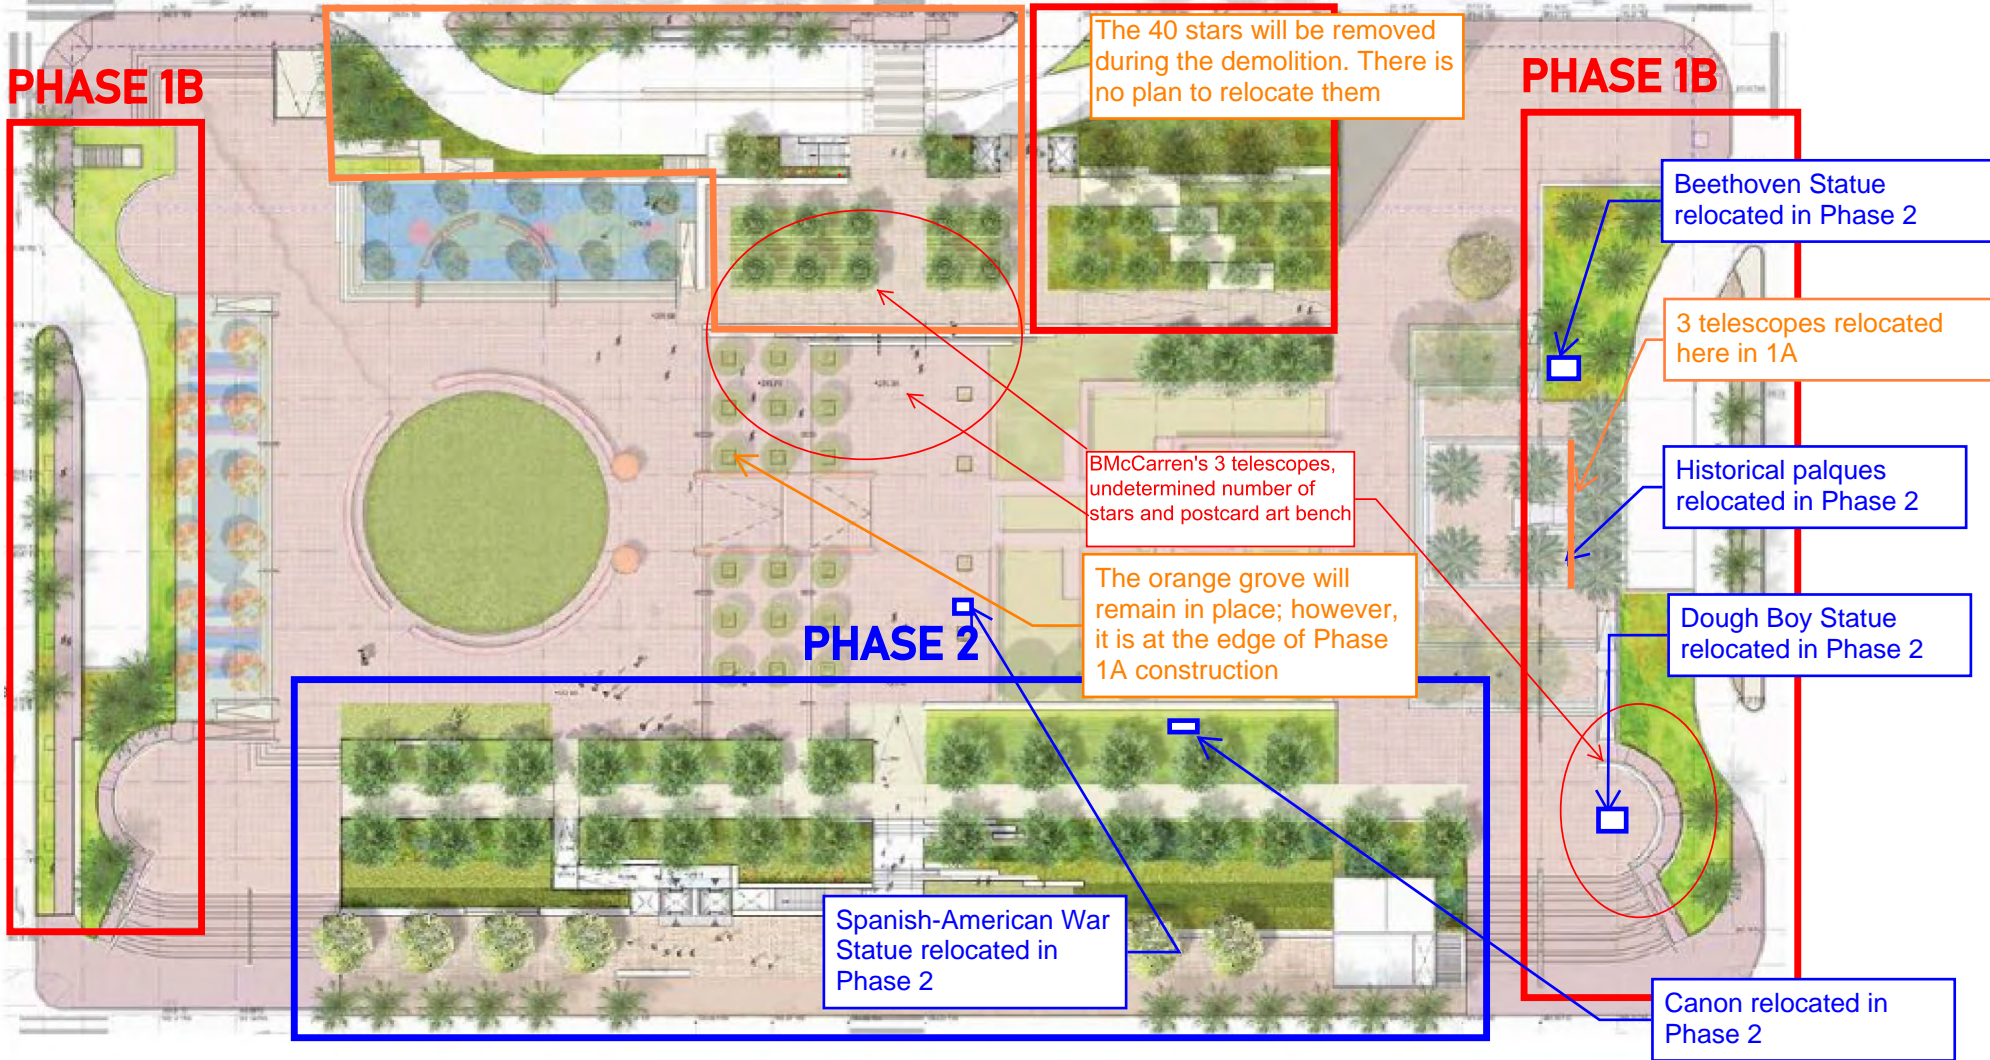 The 40 stars will be removed
during the demolition. There is
no plan to relocate them
PHASE 1B
PHASE 1B
Beethoven Statue
relocated in Phase 2
3 telescopes relocated
here in 1A
BMcCarren's 3 telescopes,
undetermined number of
stars and postcard art bench
Historical palques
relocated in Phase 2
The orange grove will
remain in place; however,
it is at the edge of Phase
1A construction
Dough Boy Statue
relocated in Phase 2
PHASE 2
Spanish-American War
Statue relocated in
Phase 2
Canon relocated in
Phase 2